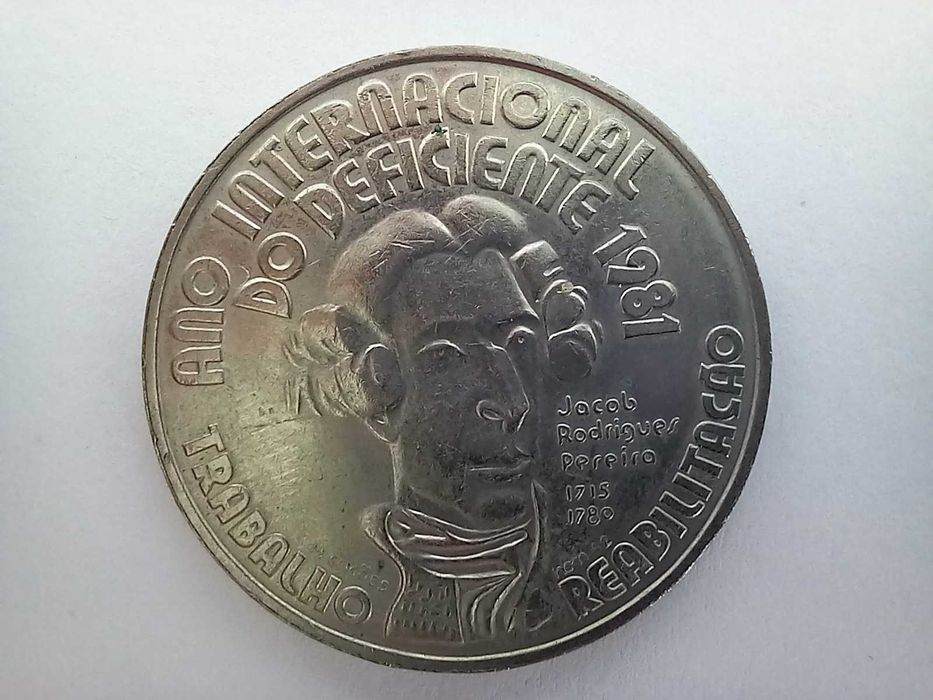 ANO INTERNACIONAL
DO DEFICIENTE 1981
Jacob
Rodrigues
Pereira
1715
1780
TRABALHO
REABILITAÇÃO